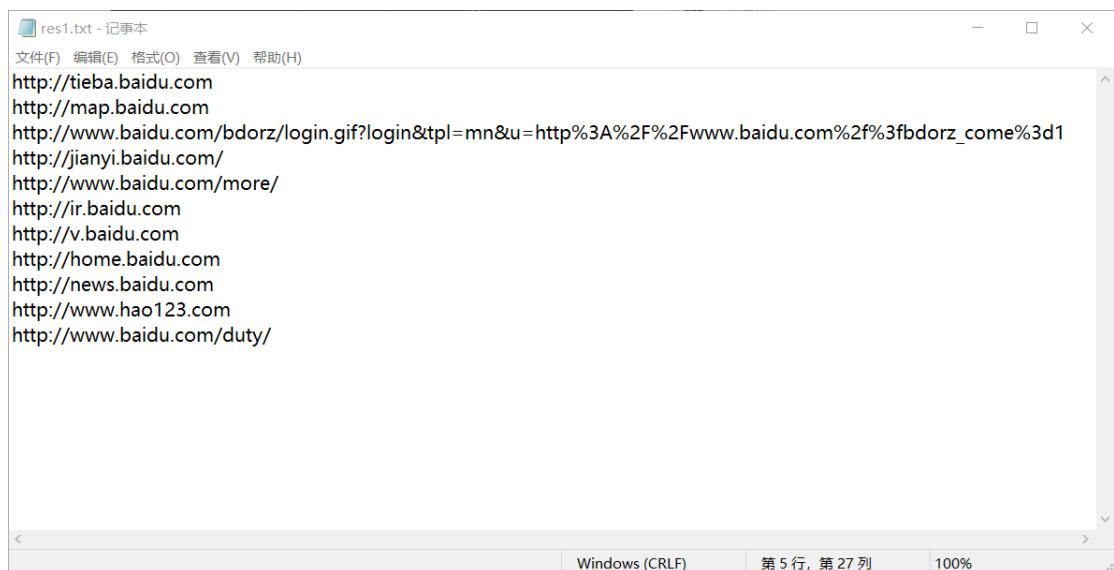 res1.txt - 记事本
文件(F) 编辑(E) 格式(O) 查看(V) 帮助(H)
http://tieba.baidu.com
http://map.baidu.com
http://www.baidu.com/bdorz/login.gif?login&tpl=mn&u=http%3A%2F%2Fwww.baidu.com%2f%3fbdorz_come%3d1
http://jianyi.baidu.com/
http://www.baidu.com/more/
http://ir.baidu.com
http://v.baidu.com
http://home.baidu.com
http://news.baidu.com
http://www.hao123.com
http://www.baidu.com/duty/
Windows (CRLF) 第 5 行，第 27 列 100%